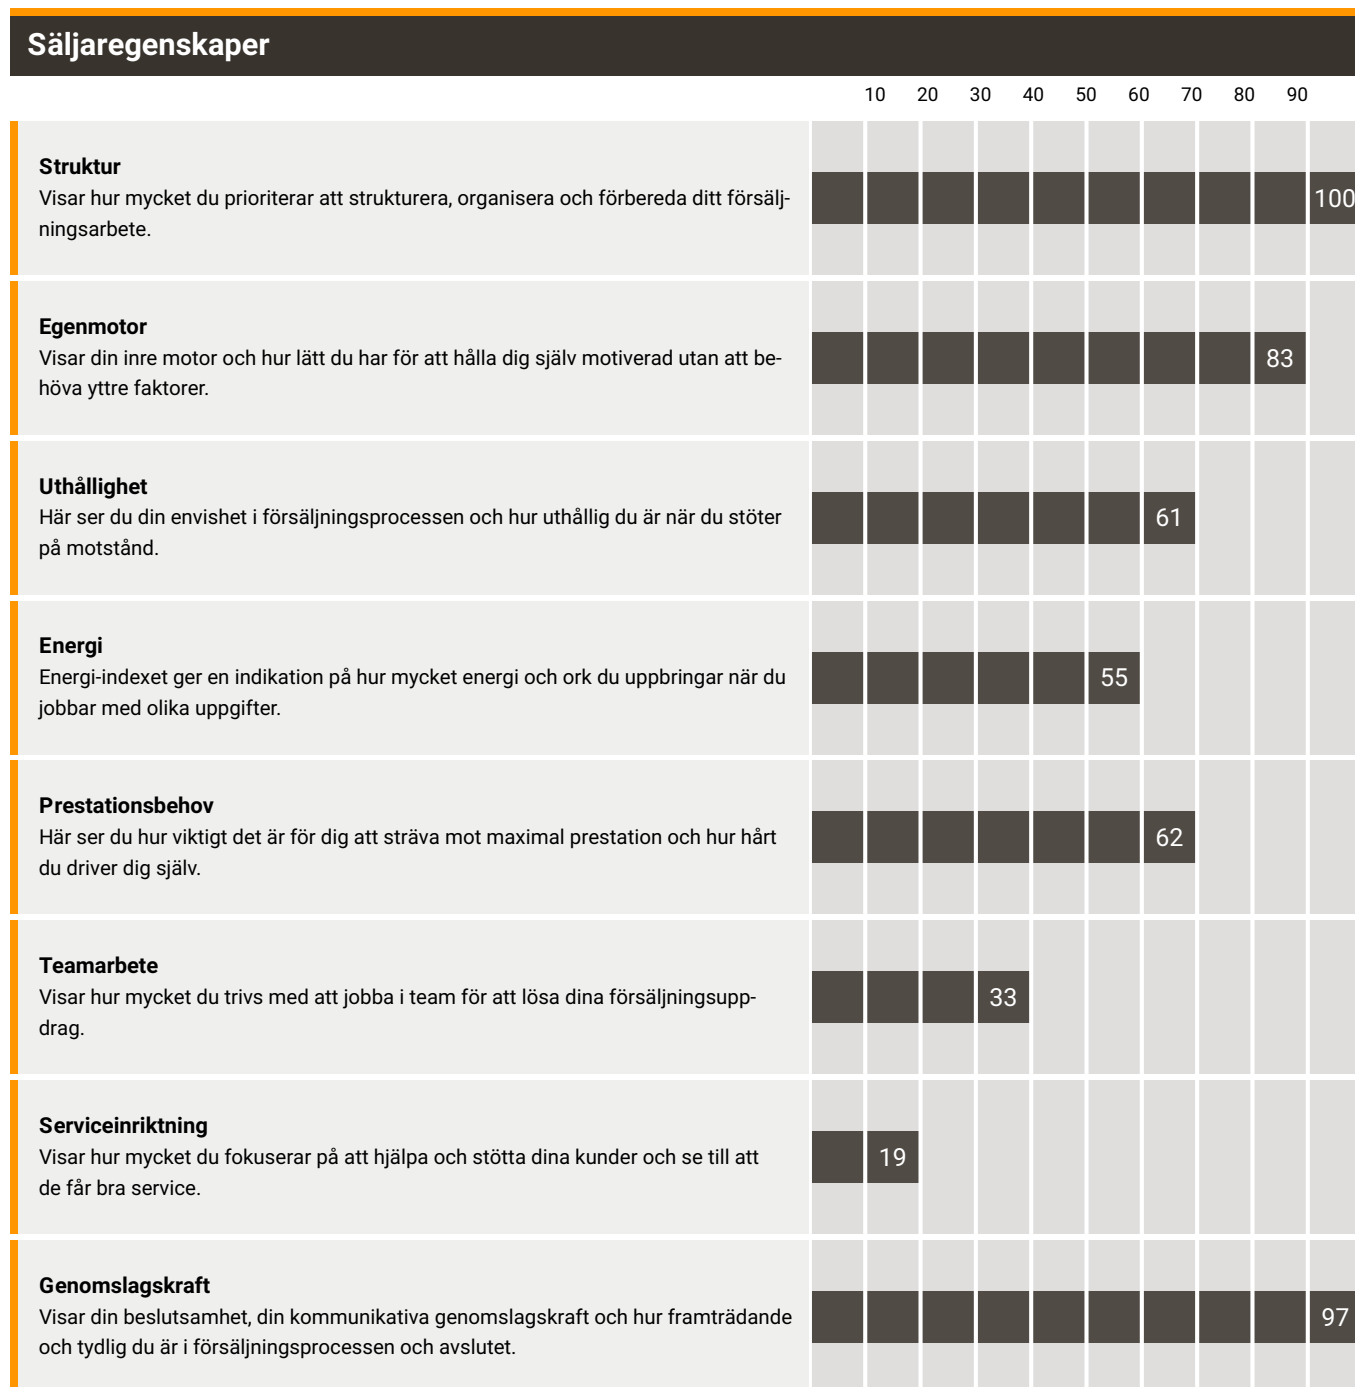 Säljaregenskaper
10 20 30 40 50 60 70 80 90
Struktur
Visar hur mycket du prioriterar att strukturera, organisera och förbereda ditt försälj-
ningsarbete.
100
Egenmotor
Visar din inre motor och hur lätt du har för att hålla dig själv motiverad utan att be-
höva yttre faktorer.
83
Uthållighet
Här ser du din envishet i försäljningsprocessen och hur uthållig du är när du stöter
på motstånd.
61
Energi
Energi-indexet ger en indikation på hur mycket energi och ork du uppbringar när du
jobbar med olika uppgifter.
55
Prestationsbehov
Här ser du hur viktigt det är för dig att sträva mot maximal prestation och hur hårt
du driver dig själv.
62
Teamarbete
Visar hur mycket du trivs med att jobba i team för att lösa dina försäljningsupp-
drag.
33
Serviceinriktning
Visar hur mycket du fokuserar på att hjälpa och stötta dina kunder och se till att
de får bra service.
19
Genomslagskraft
Visar din beslutsamhet, din kommunikativa genomslagskraft och hur framträdande
och tydlig du är i försäljningsprocessen och avslutet.
97